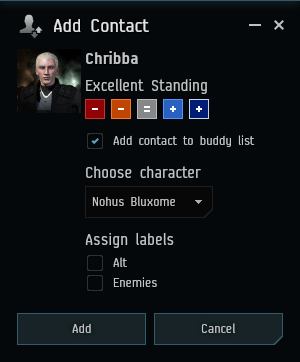 Add Contact
Chribba
Excellent Standing
- - = + +
Add contact to buddy list
Choose character
Nohus Bluxome
Assign labels
Alt
Enemies
Add Cancel